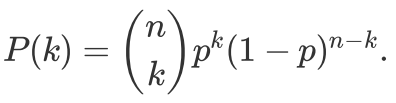 P(k) = \binom{n}{k} p^k (1 − p)^{n−k}.